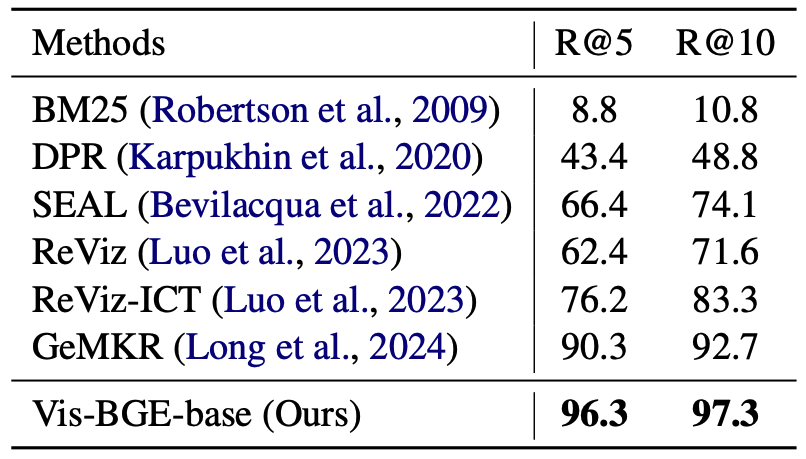 Methods R@5 R@10
BM25 (Robertson et al., 2009) 8.8 10.8
DPR (Karpukhin et al., 2020) 43.4 48.8
SEAL (Bevilacqua et al., 2022) 66.4 74.1
ReViz (Luo et al., 2023) 62.4 71.6
ReViz-ICT (Luo et al., 2023) 76.2 83.3
GeMKR (Long et al., 2024) 90.3 92.7
Vis-BGE-base (Ours) 96.3 97.3